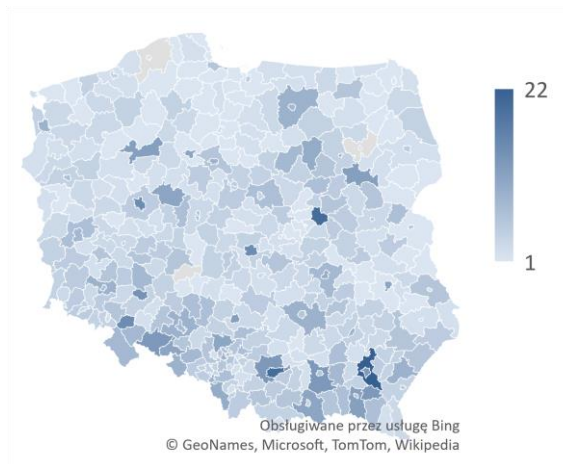 22
1
Obsługiwane przez usługę Bing
© GeoNames, Microsoft, TomTom, Wikipedia